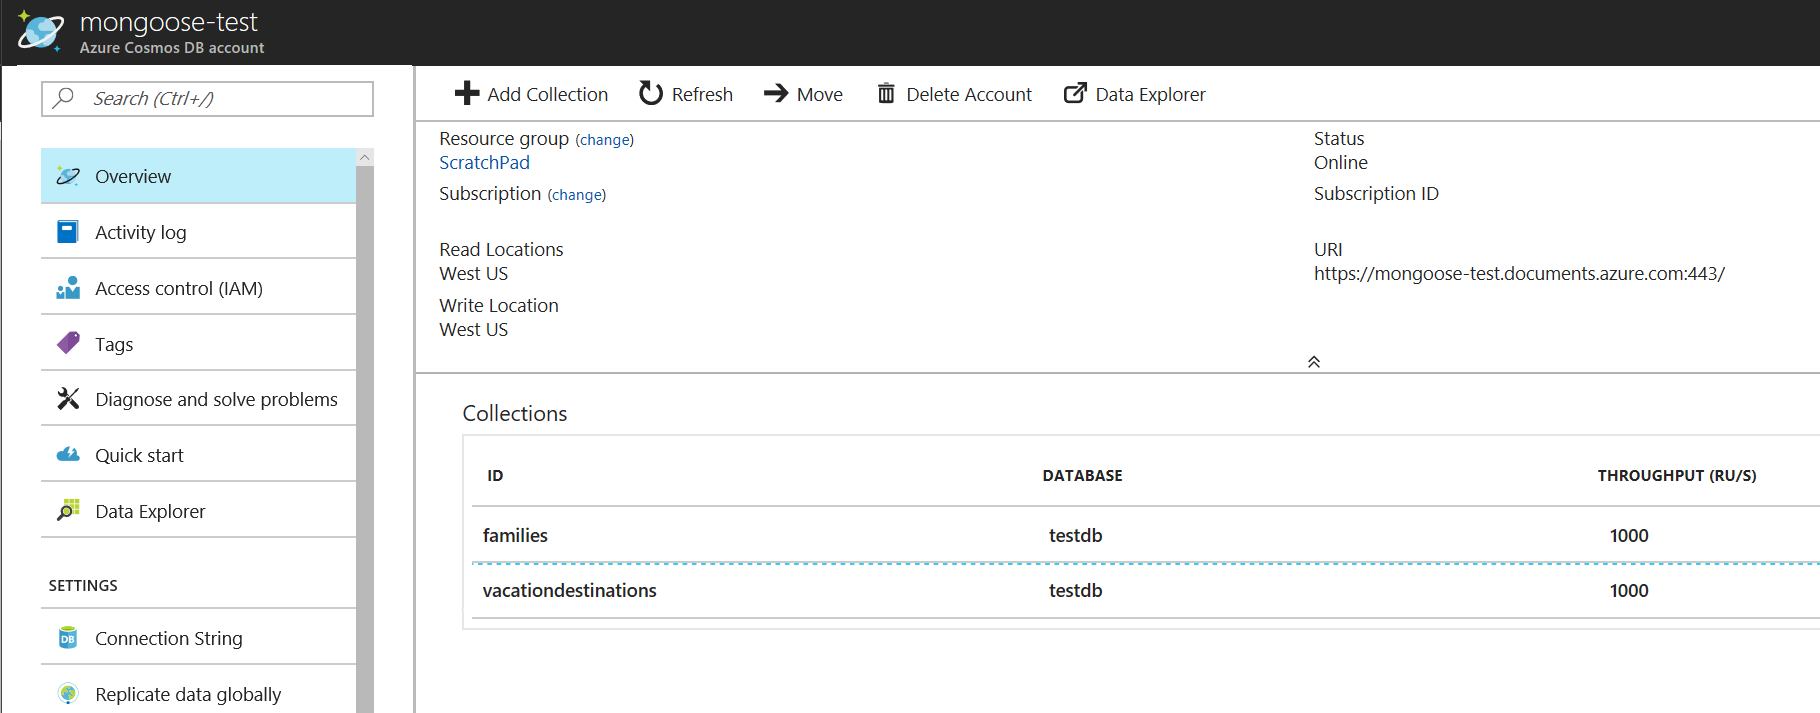 mongoose-test
Azure Cosmos DB account
Search (Ctrl+/)
Overview
Activity log
Access control (IAM)
Tags
Diagnose and solve problems
Quick start
Data Explorer
SETTINGS
Connection String
Replicate data globally
Add Collection Refresh Move Delete Account Data Explorer
Resource group (change)
ScratchPad
Subscription (change)
Read Locations
West US
Write Location
West US
Status
Online
Subscription ID
URI
https://mongoose-test.documents.azure.com:443/
Collections
ID DATABASE THROUGHPUT (RU/S)
families testdb 1000
vacationdestinations testdb 1000